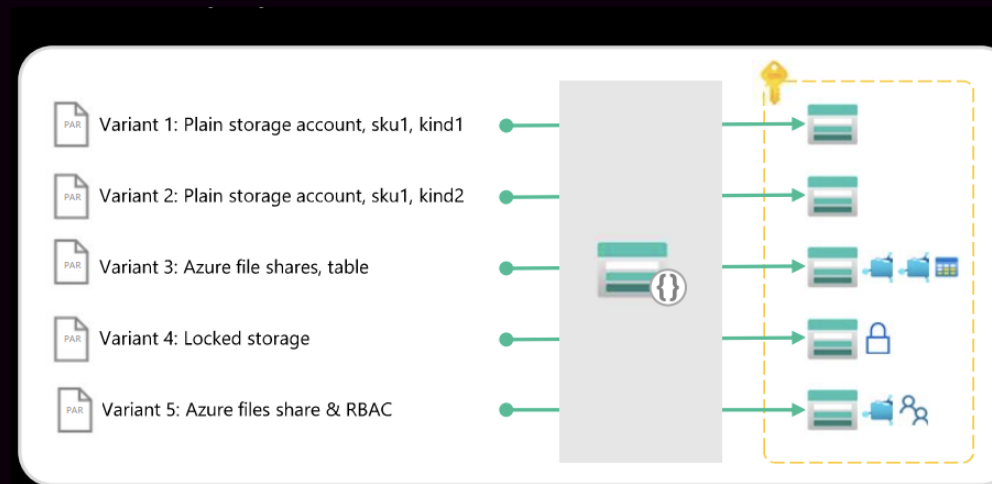 PAR Variant 1: Plain storage account, sku1, kind1
PAR Variant 2: Plain storage account, sku1, kind2
PAR Variant 3: Azure file shares, table
{}
PAR Variant 4: Locked storage
PAR Variant 5: Azure files share & RBAC